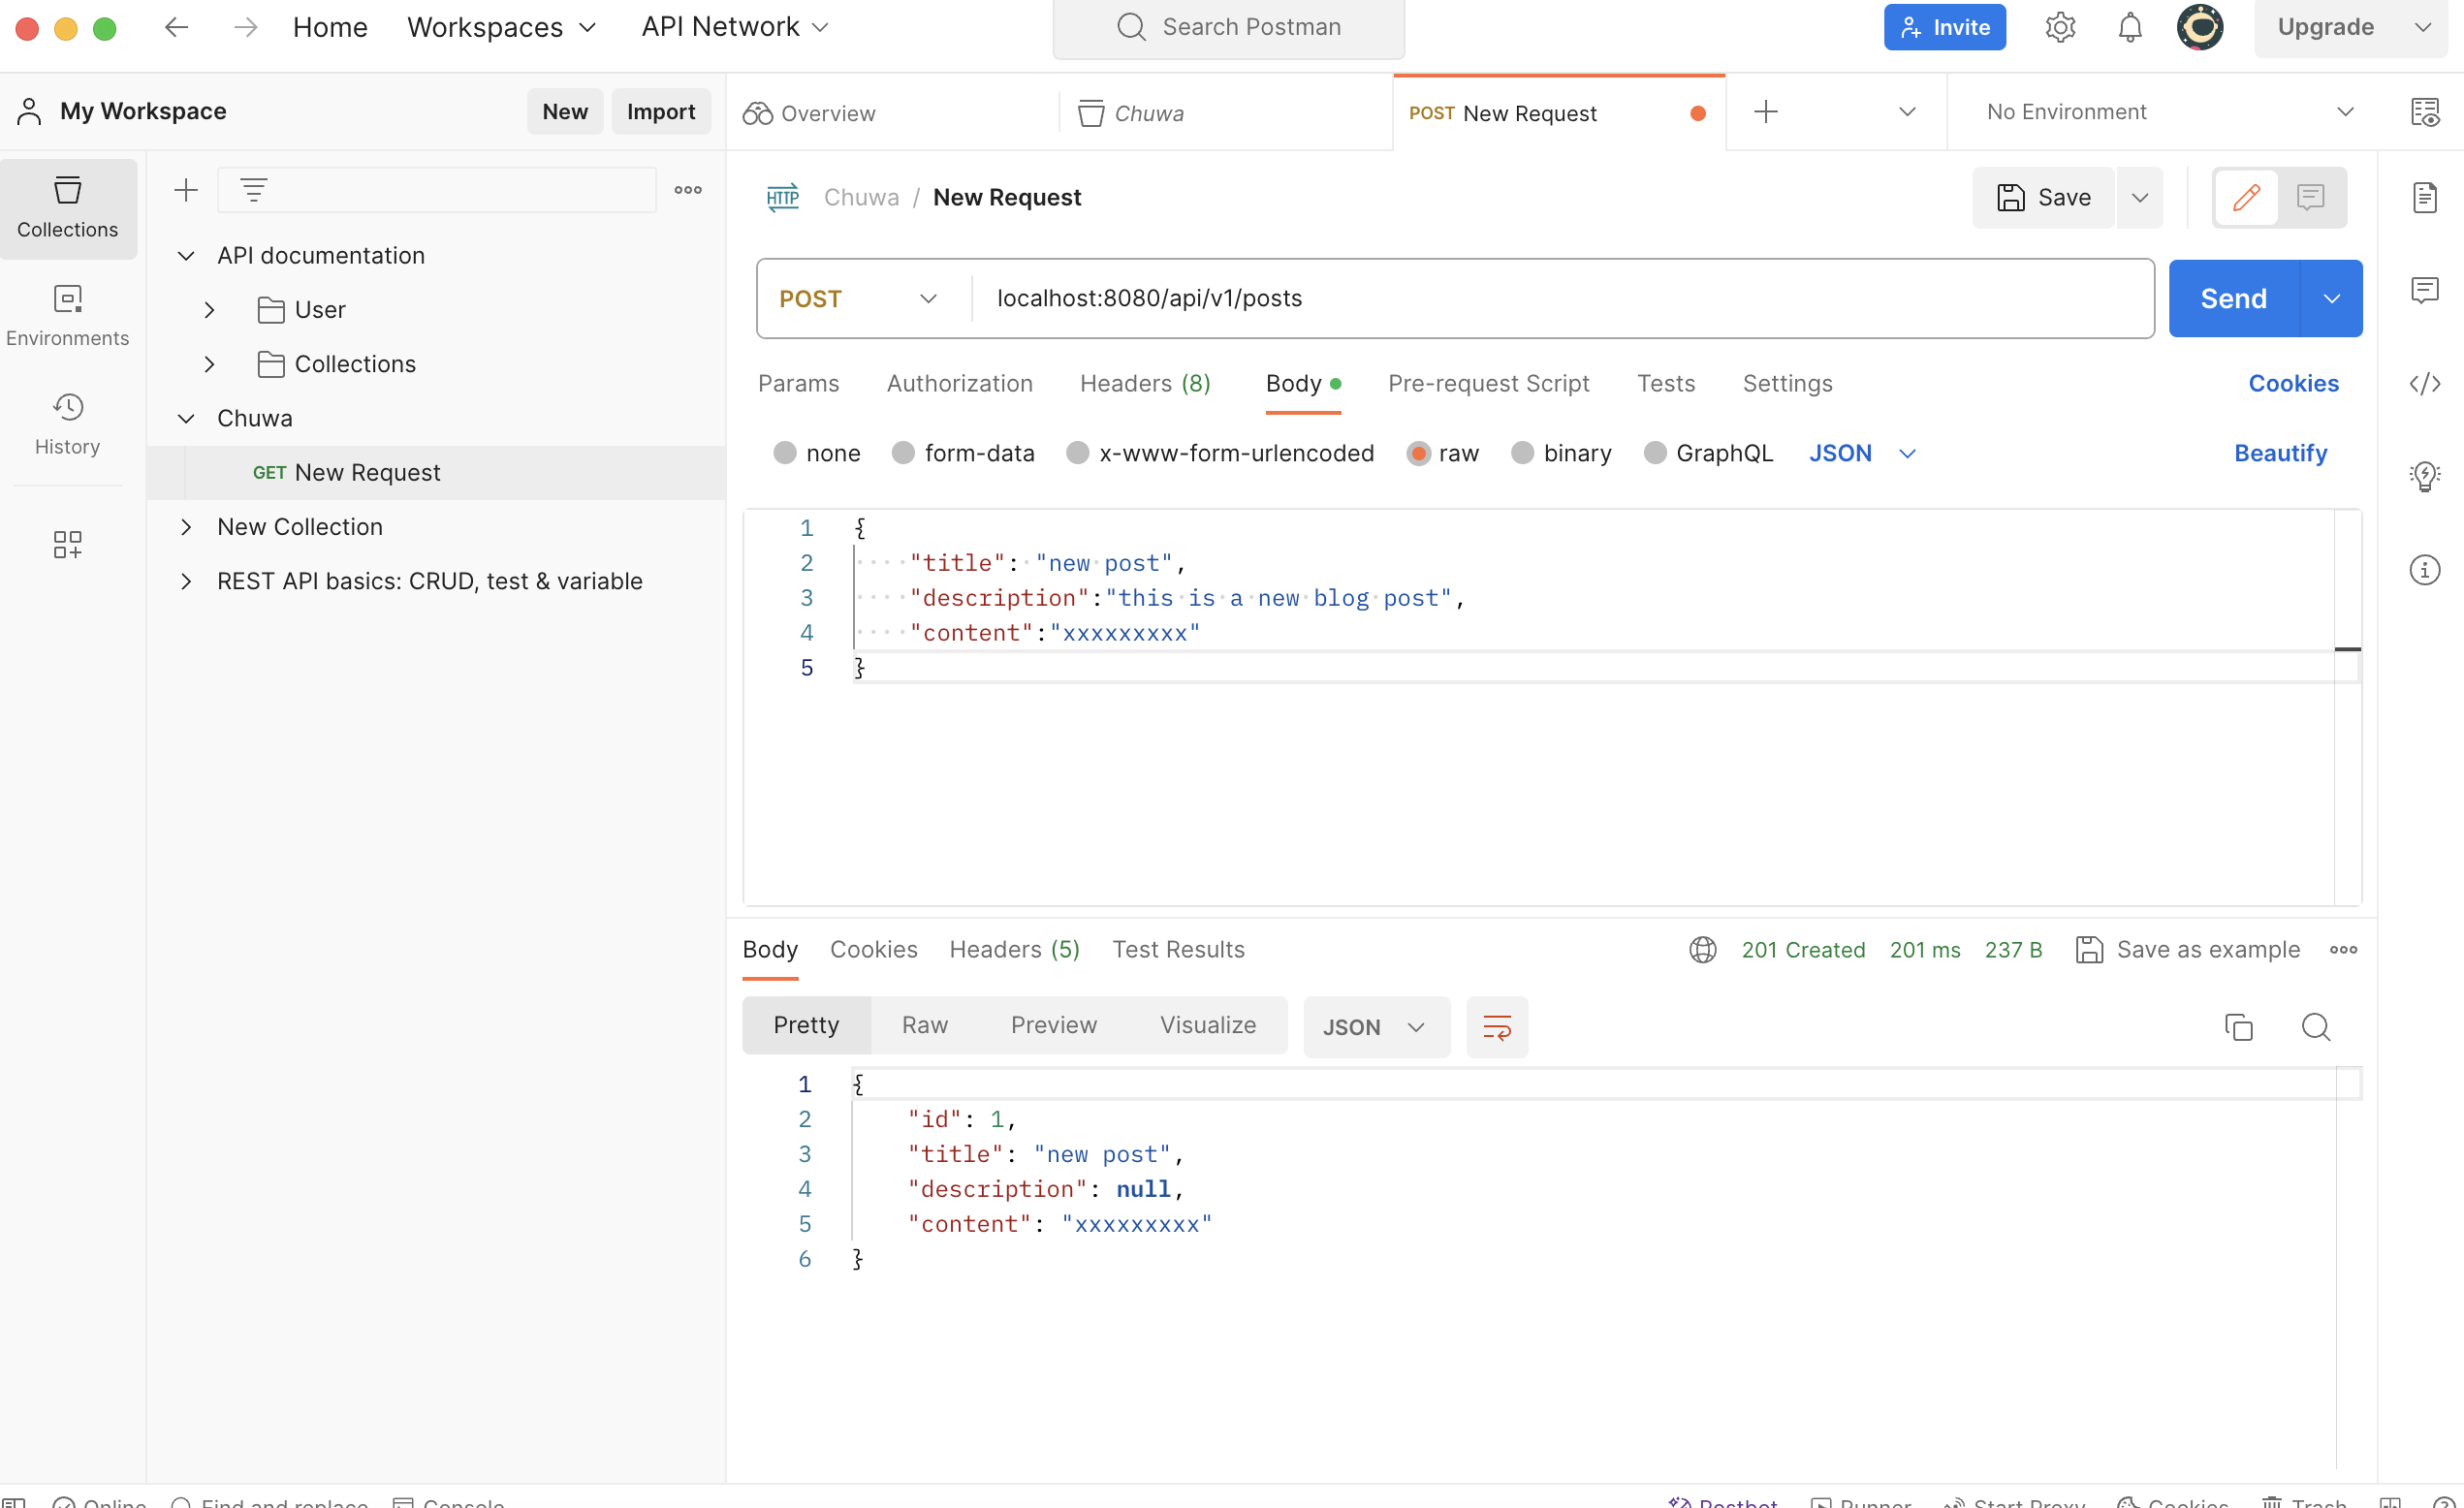 Home Workspaces API Network Search Postman Invite Upgrade
My Workspace New Import Overview Chuwa POST New Request No Environment
HTTP Chuwa / New Request Save
Collections
Environments
History
API documentation
User
Collections
Chuwa
GET New Request
New Collection
REST API basics: CRUD, test & variable
POST localhost:8080/api/v1/posts Send
Params Authorization Headers (8) Body Pre-request Script Tests Settings Cookies
none form-data x-www-form-urlencoded raw binary GraphQL JSON Beautify
1 {
2 "title": "new post",
3 "description":"this is a new blog post",
4 "content":"xxxxxxxxx"
5 }
Body Cookies Headers (5) Test Results 201 Created 201 ms 237 B Save as example
Pretty Raw Preview Visualize JSON
1 {
2 "id": 1,
3 "title": "new post",
4 "description": null,
5 "content": "xxxxxxxxx"
6 }
Online Find and replace Console Postbot Runner Start Proxy Cookies Trash